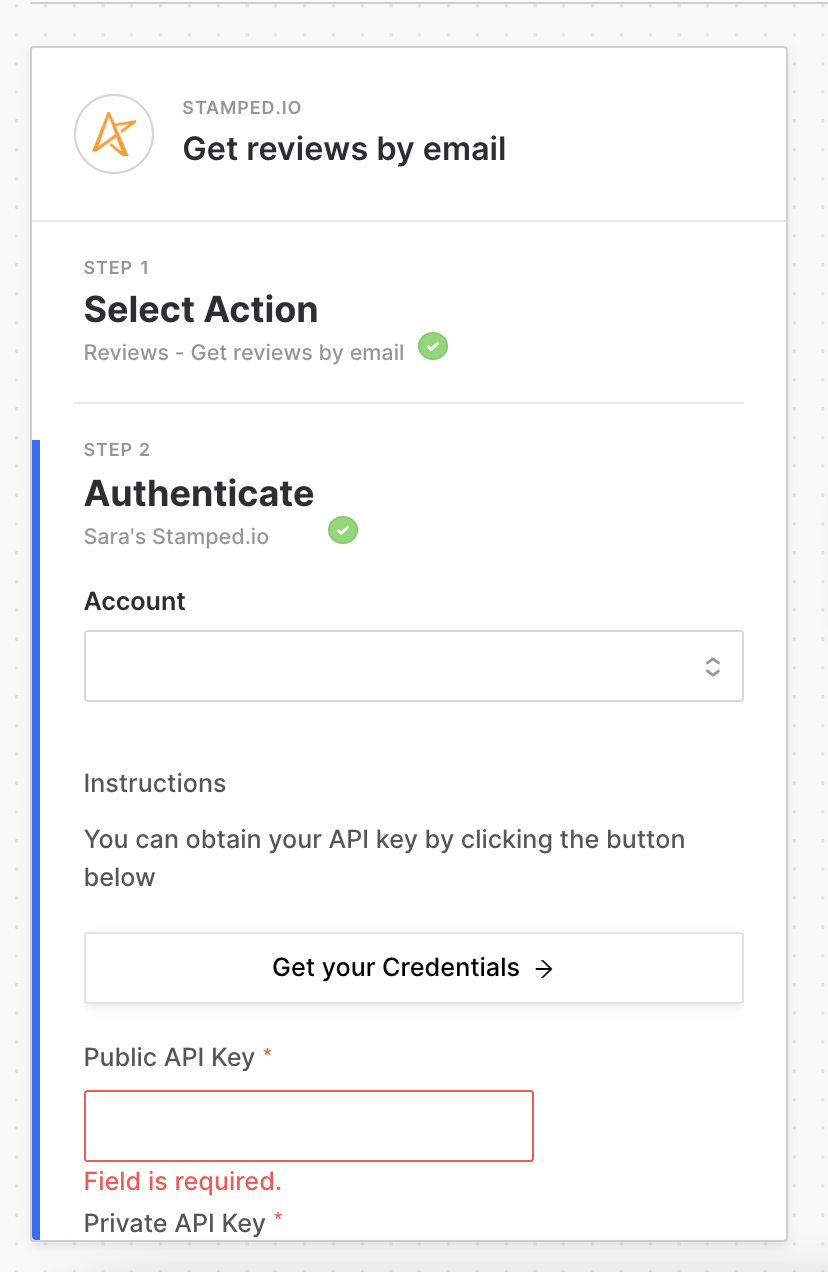 STAMPED.IO
Get reviews by email
STEP 1
Select Action
Reviews - Get reviews by email
STEP 2
Authenticate
Sara's Stamped.io
Account
Instructions
You can obtain your API key by clicking the button
below
Get your Credentials →
Public API Key *
Field is required.
Private API Key *